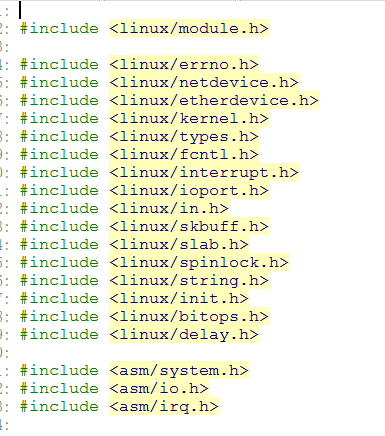 #include <linux/module.h>
#include <linux/errno.h>
#include <linux/netdevice.h>
#include <linux/etherdevice.h>
#include <linux/kernel.h>
#include <linux/types.h>
#include <linux/fcntl.h>
#include <linux/interrupt.h>
#include <linux/ioport.h>
#include <linux/in.h>
#include <linux/skbuff.h>
#include <linux/slab.h>
#include <linux/spinlock.h>
#include <linux/string.h>
#include <linux/init.h>
#include <linux/bitops.h>
#include <linux/delay.h>
#include <asm/system.h>
#include <asm/io.h>
#include <asm/irq.h>